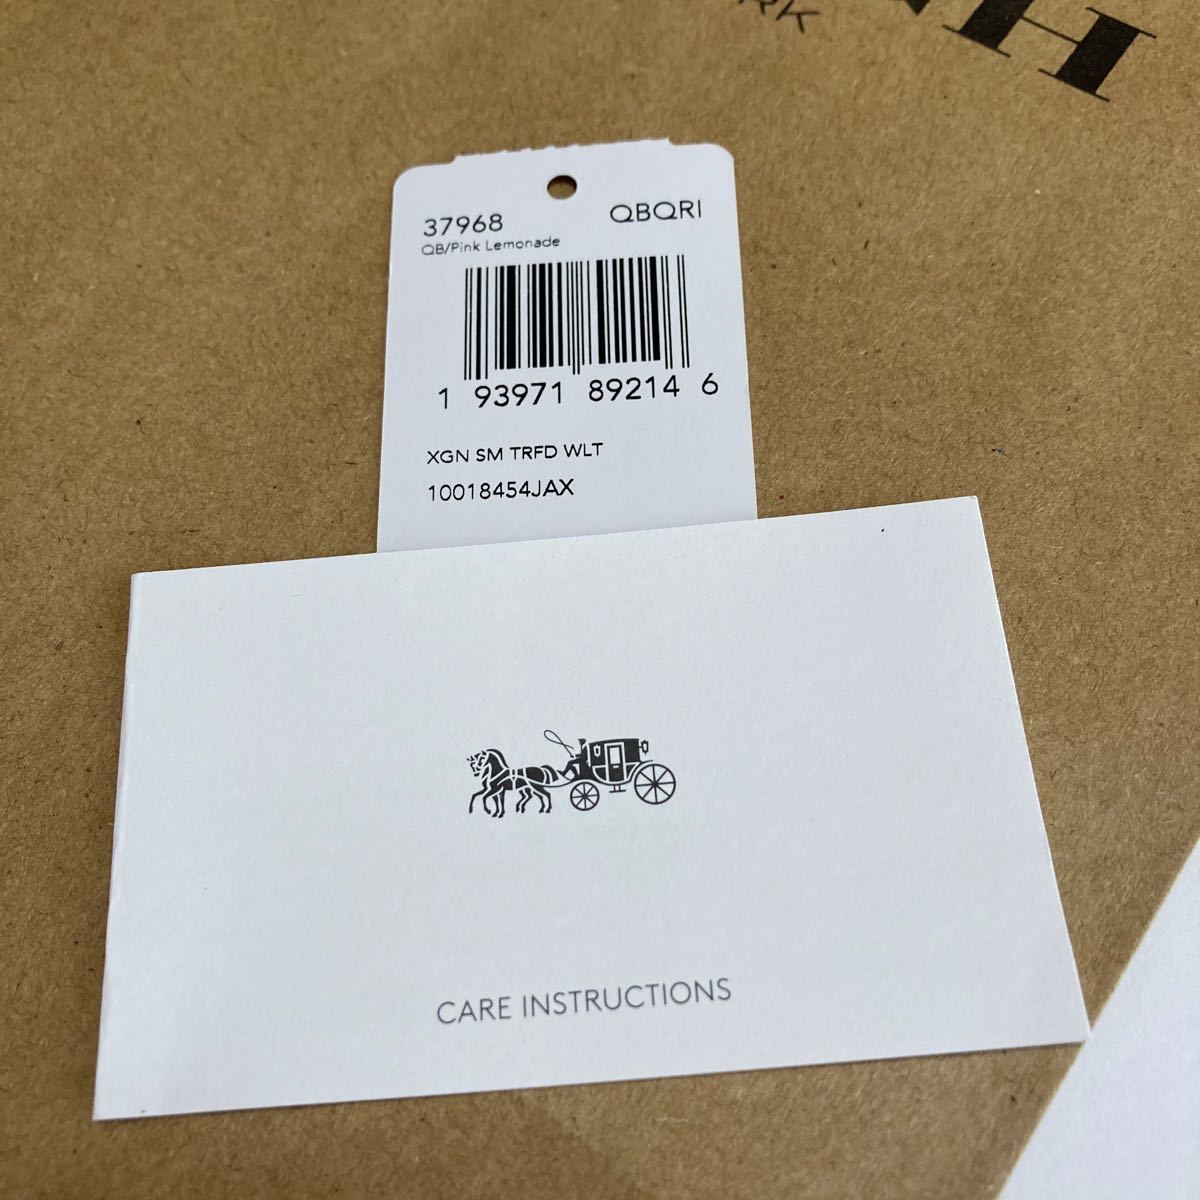 37968
QBQRI
QB/Pink Lemonade
1 93971 89214 6
XGN SM TRFD WLT
10018454JAX
CARE INSTRUCTIONS